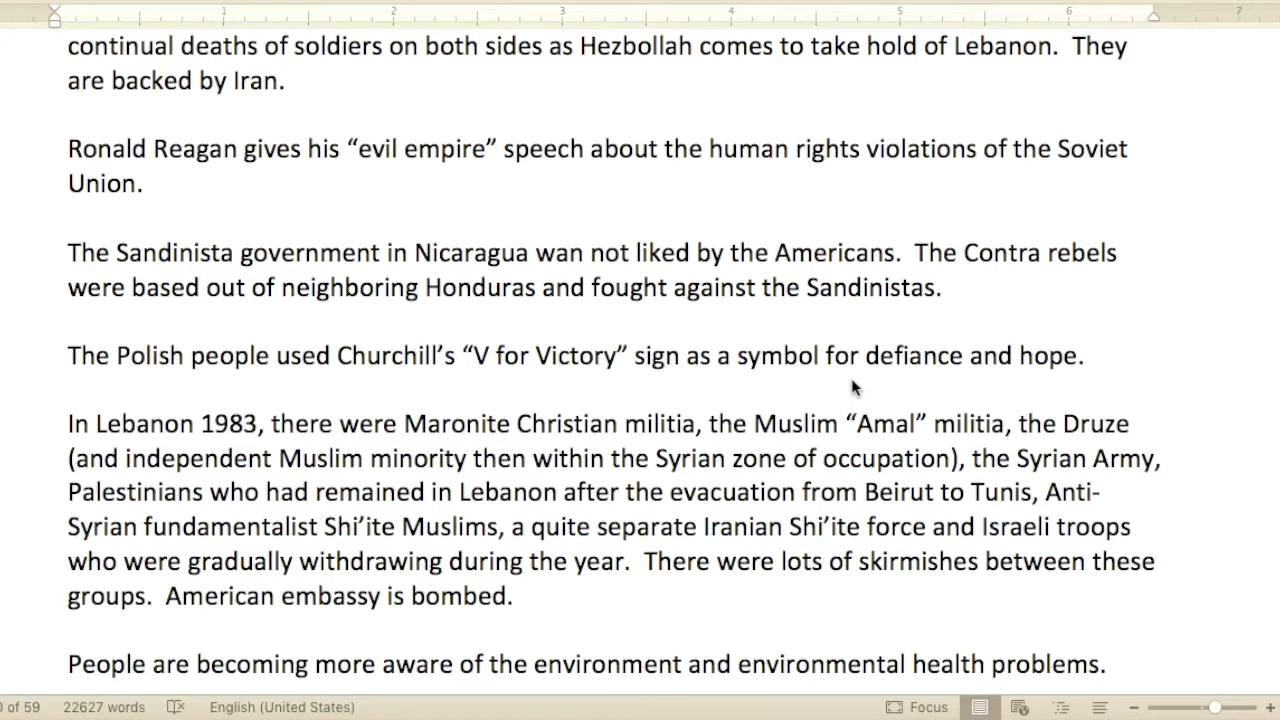 1 2 3 4 5 6 7
continual deaths of soldiers on both sides as Hezbollah comes to take hold of Lebanon.  They
are backed by Iran.
Ronald Reagan gives his “evil empire” speech about the human rights violations of the Soviet
Union.
The Sandinista government in Nicaragua wan not liked by the Americans.  The Contra rebels
were based out of neighboring Honduras and fought against the Sandinistas.
The Polish people used Churchill’s “V for Victory” sign as a symbol for defiance and hope.
In Lebanon 1983, there were Maronite Christian militia, the Muslim “Amal” militia, the Druze
(and independent Muslim minority then within the Syrian zone of occupation), the Syrian Army,
Palestinians who had remained in Lebanon after the evacuation from Beirut to Tunis, Anti-
Syrian fundamentalist Shi’ite Muslims, a quite separate Iranian Shi’ite force and Israeli troops
who were gradually withdrawing during the year.  There were lots of skirmishes between these
groups.  American embassy is bombed.
People are becoming more aware of the environment and environmental health problems.
of 59 22627 words English (United States) Focus